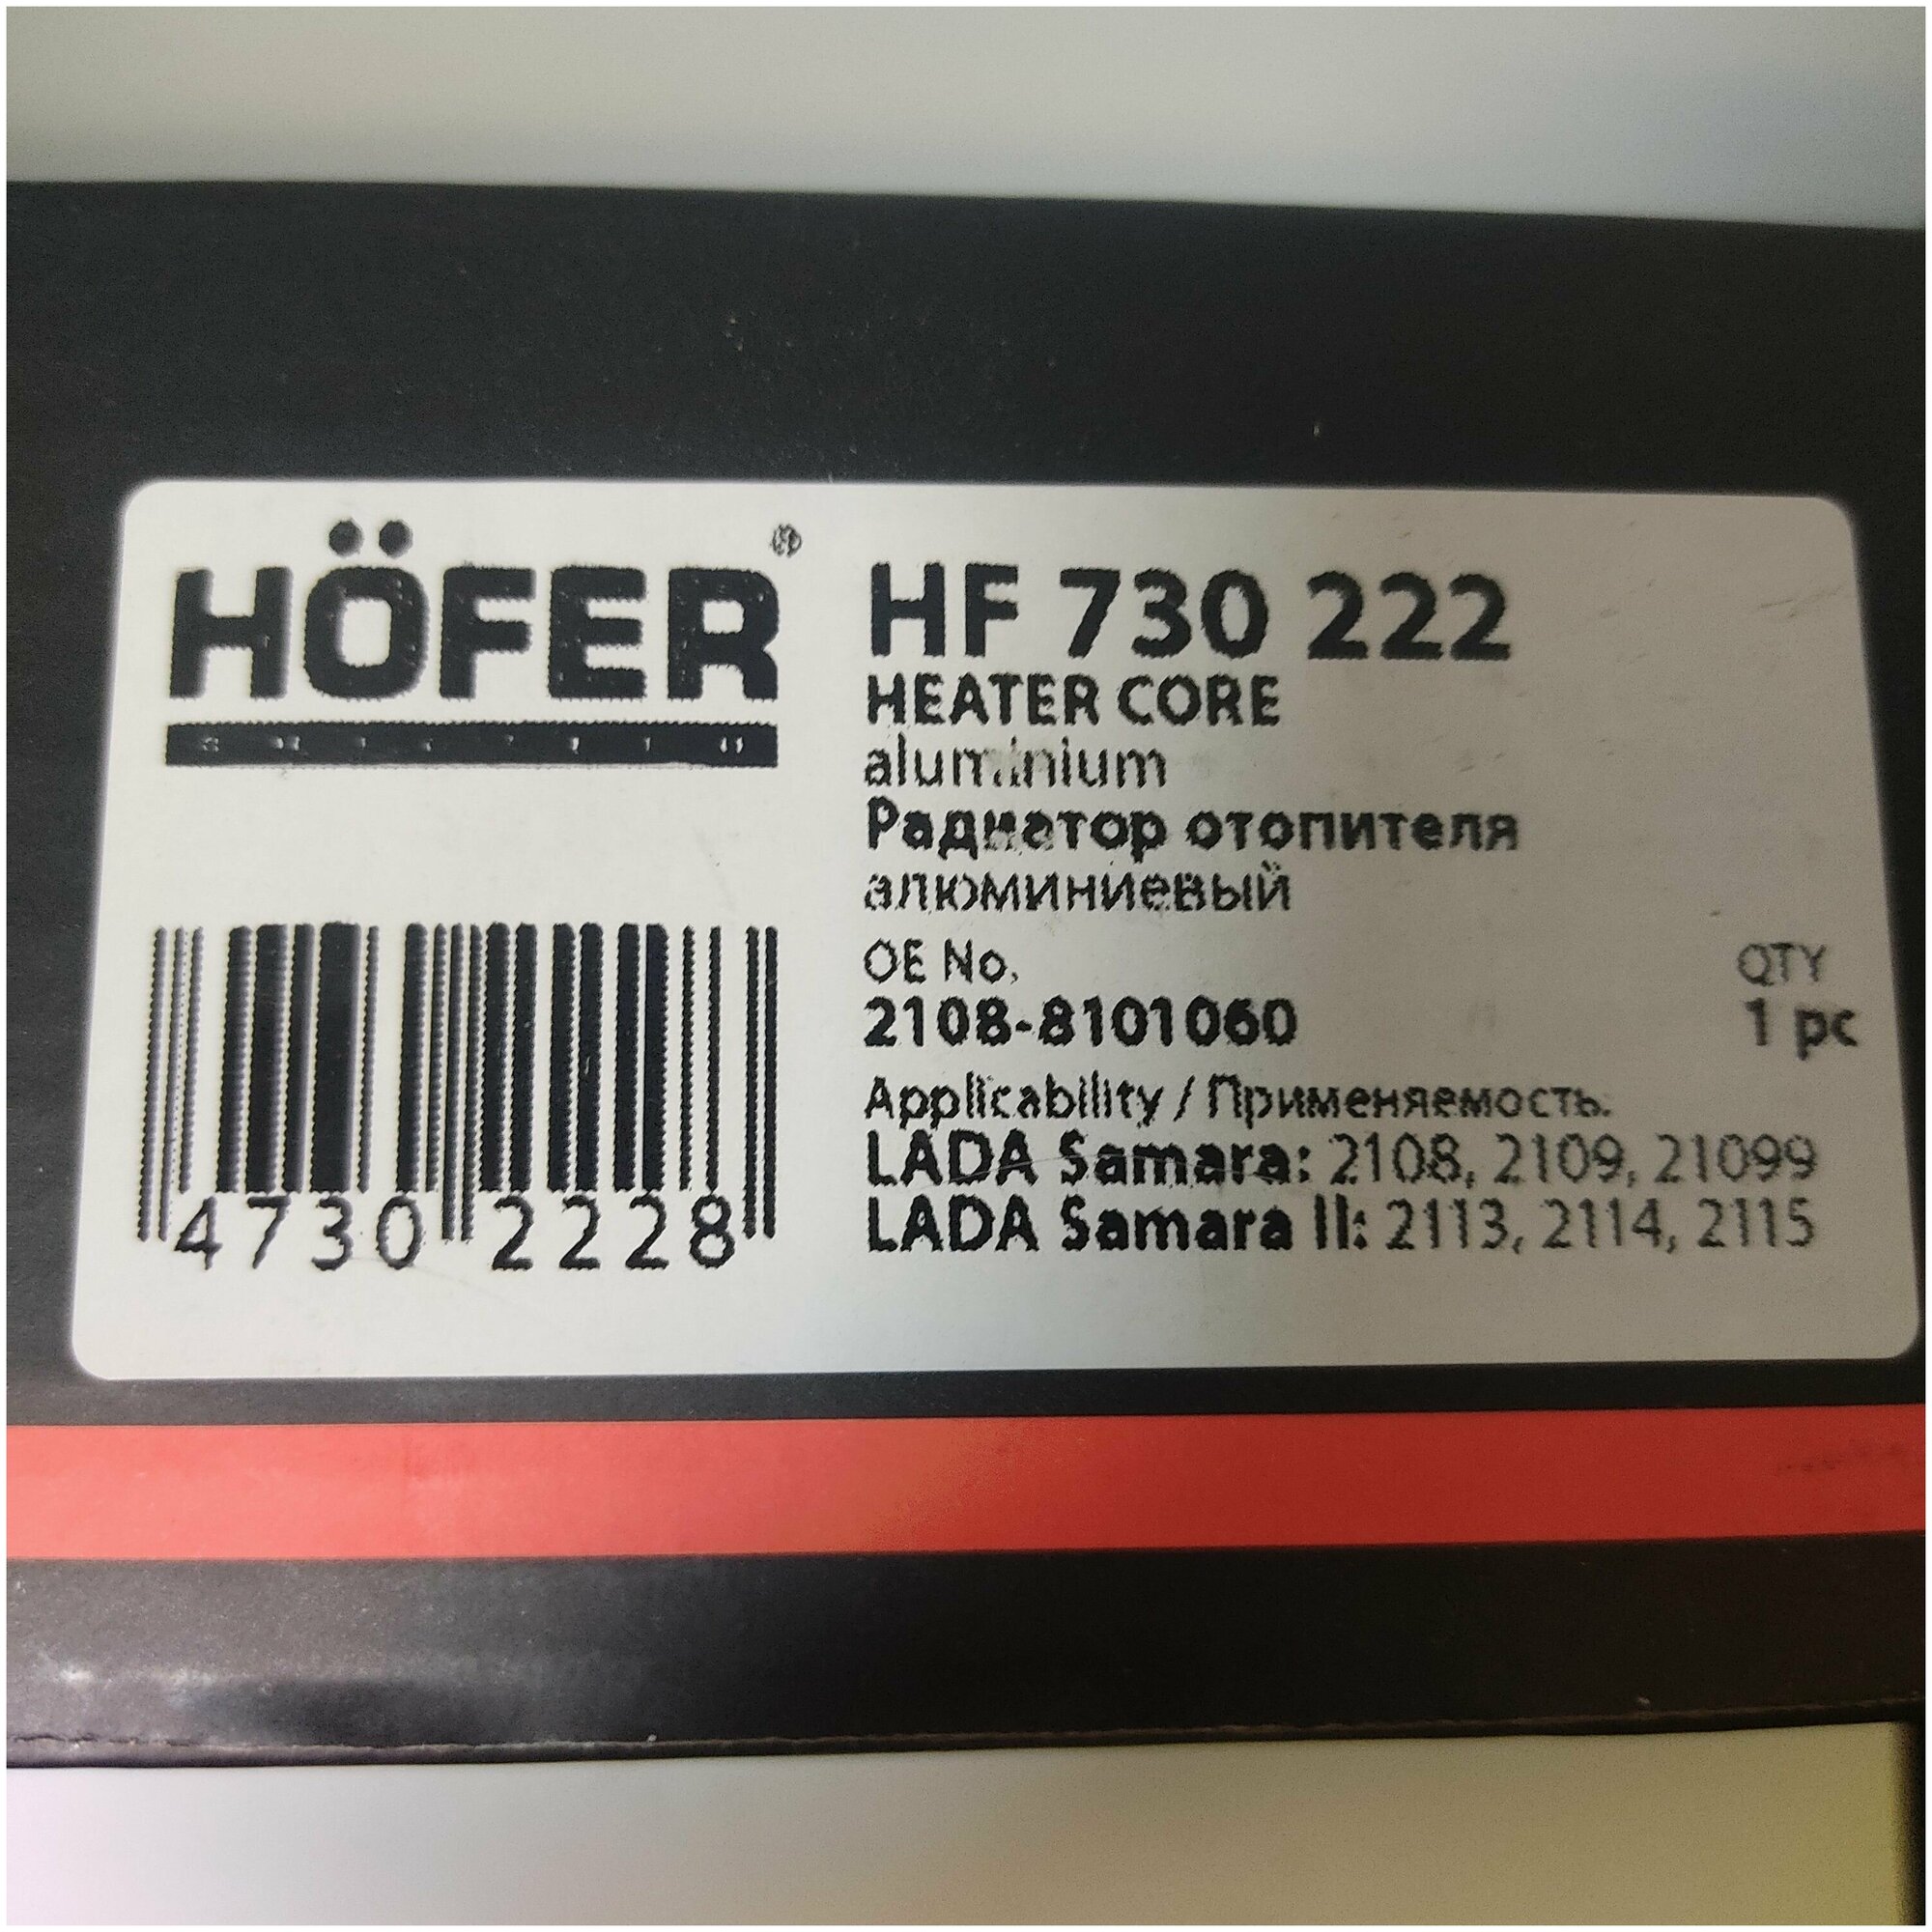 HÖFER®
HF 730 222
HEATER CORE
aluminium
Радиатор отопителя
алюминиевый
OE No.
QTY
2108-8101060
1 pc
Applicability / Применяемость:
LADA Samara: 2108, 2109, 21099
LADA Samara II: 2113, 2114, 2115
4730 2228